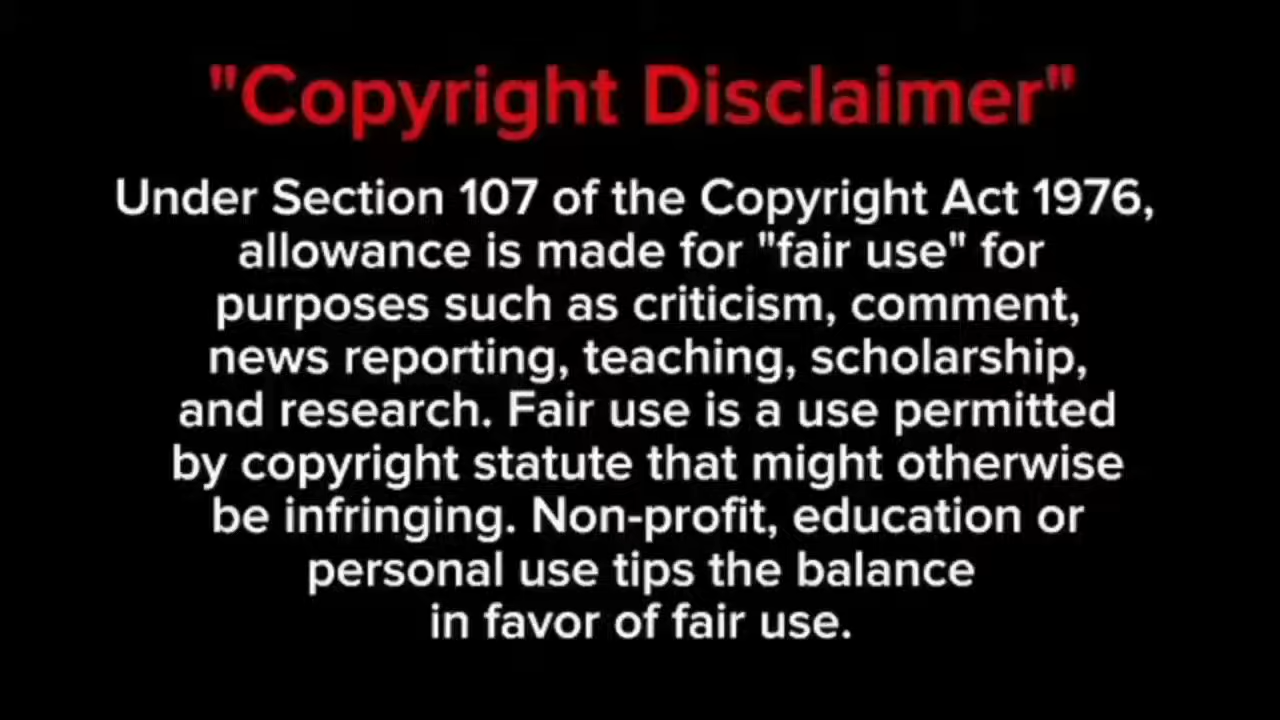 "Copyright Disclaimer"
Under Section 107 of the Copyright Act 1976,
allowance is made for "fair use" for
purposes such as criticism, comment,
news reporting, teaching, scholarship,
and research. Fair use is a use permitted
by copyright statute that might otherwise
be infringing. Non-profit, education or
personal use tips the balance
in favor of fair use.